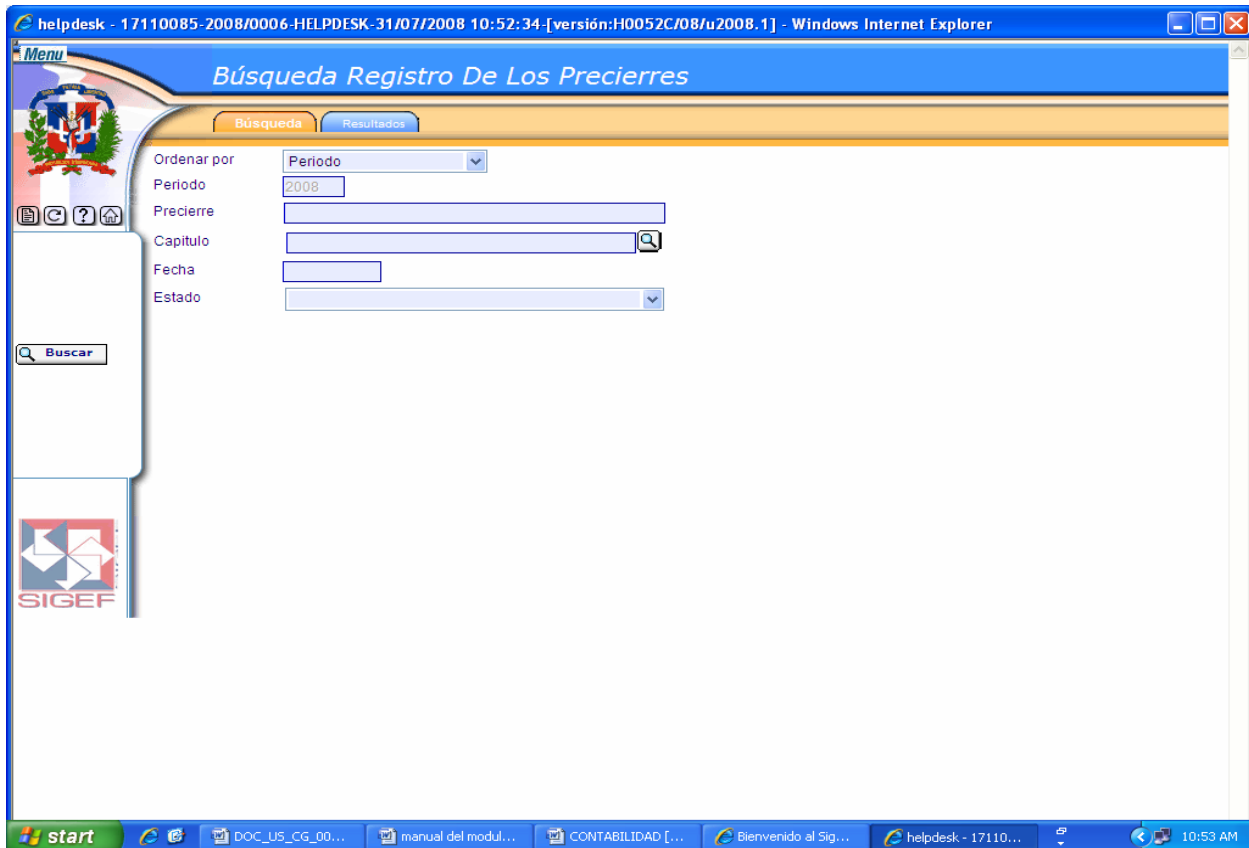 helpdesk - 17110085-2008/0006-HELPDESK-31/07/2008 10:52:34-[versión:H0052C/08/u2008.1] - Windows Internet Explorer
Menu
Búsqueda Registro De Los Precierres
Búsqueda Resultados
Ordenar por Periodo
Periodo 2008
Precierre
Capitulo
Fecha
Estado
Buscar
SIGEF
start DOC_US_CG_00... manual del modul... CONTABILIDAD [... Bienvenido al Sig... helpdesk - 17110... 10:53 AM